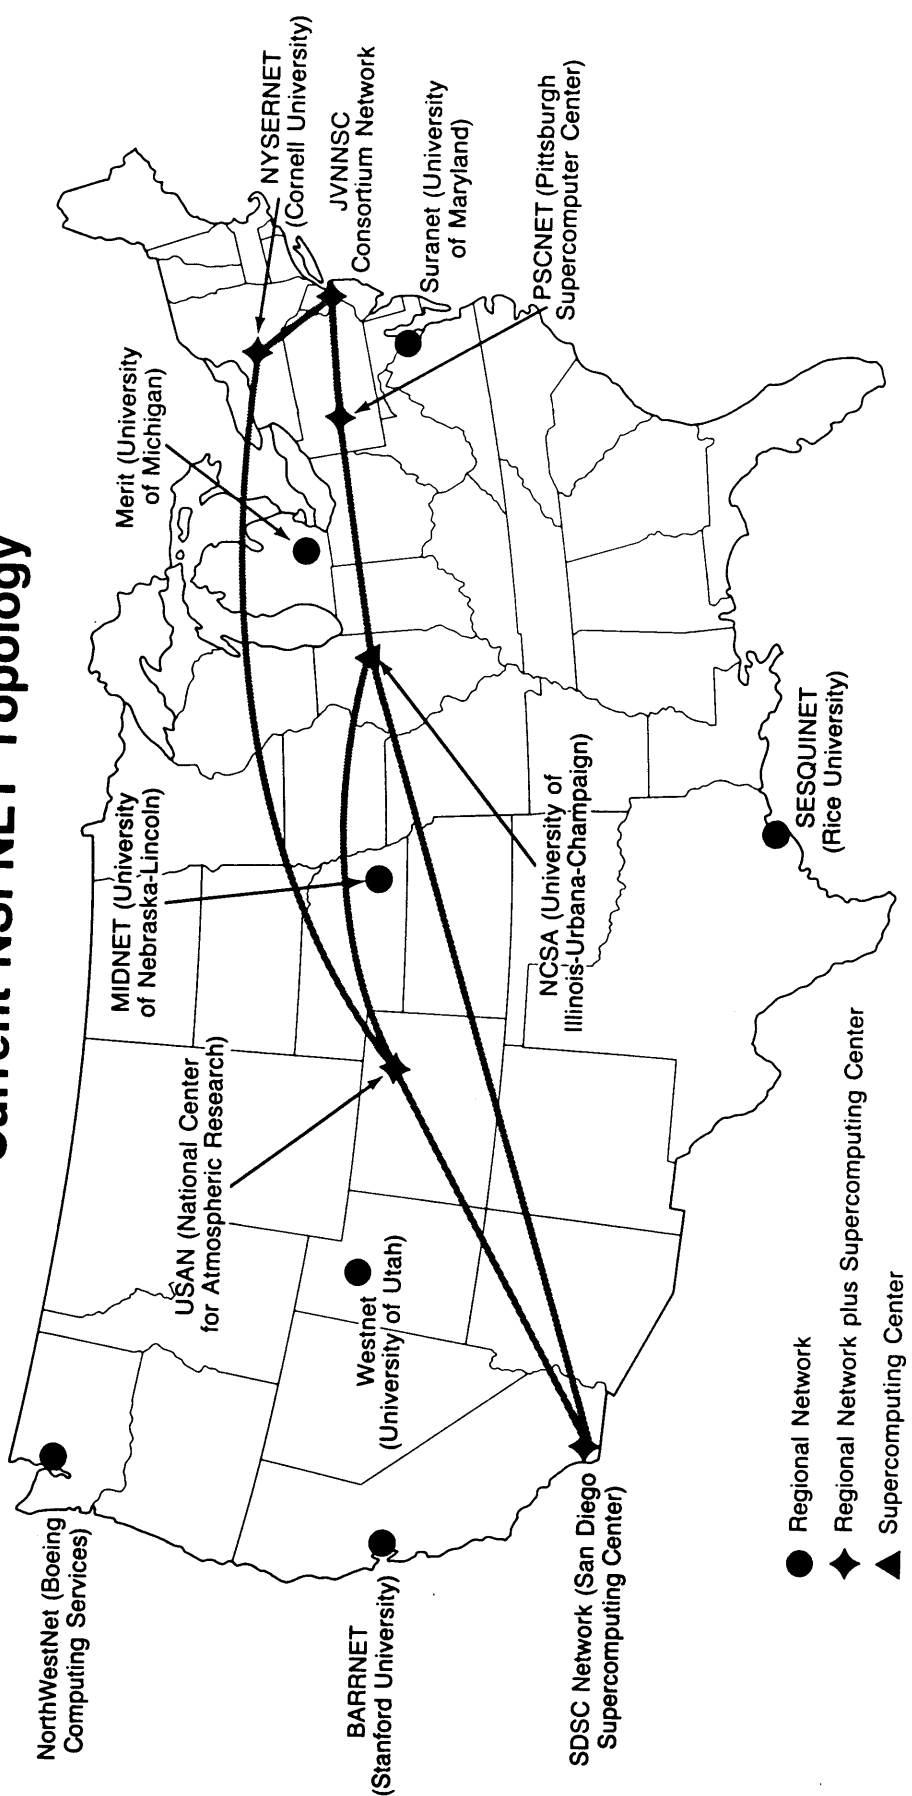 Current NSFNET Topology
NorthWestNet (Boeing
Computing Services)
BARRNET
(Stanford University)
SDSC Network (San Diego
Supercomputing Center)
Westnet
(University of Utah)
USAN (National Center
for Atmospheric Research)
MIDNET (University
of Nebraska-Lincoln)
NCSA (University of
Illinois-Urbana-Champaign)
SESQUINET
(Rice University)
Merit (University
of Michigan)
NYSERNET
(Cornell University)
JVNNSC
Consortium Network
Suranet (University
of Maryland)
PSCNET (Pittsburgh
Supercomputer Center)
Regional Network
Regional Network plus Supercomputing Center
Supercomputing Center